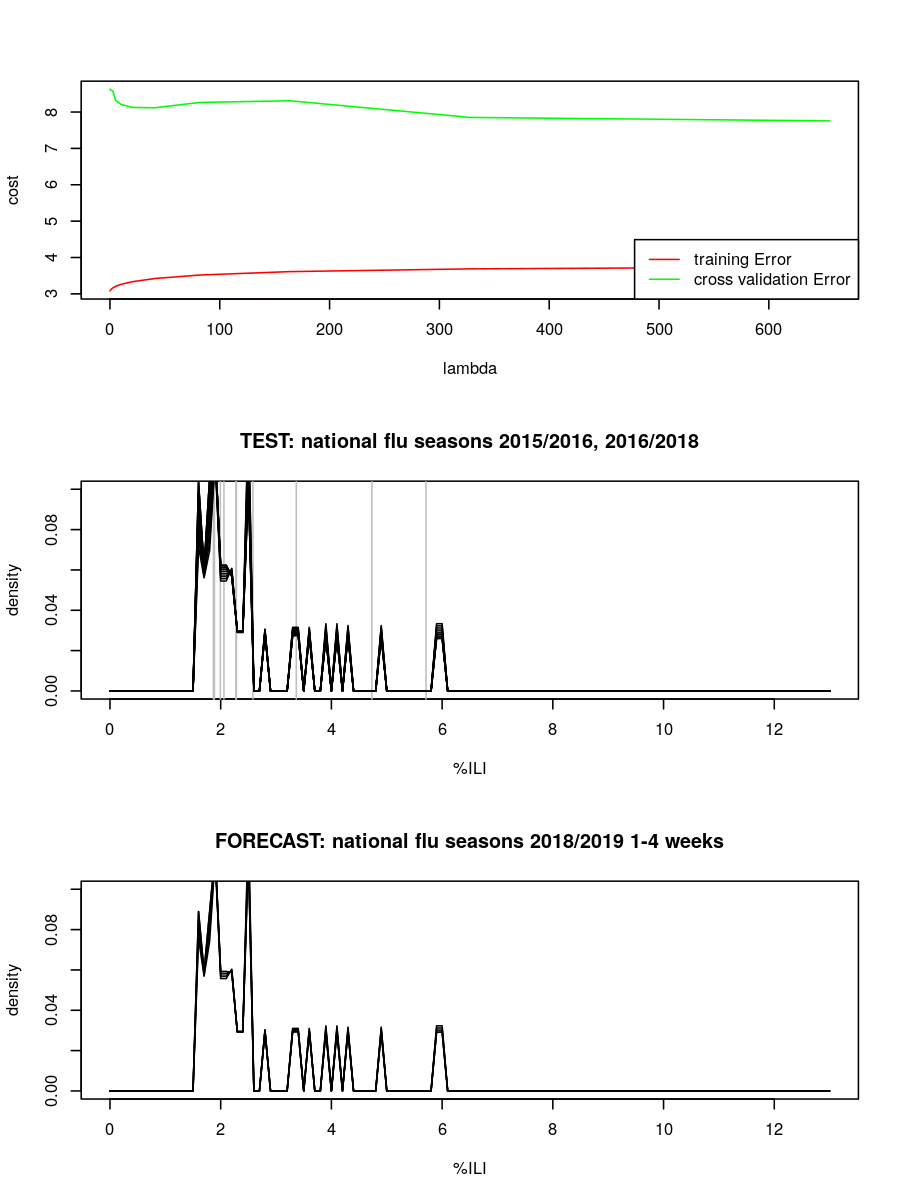 8
7
6
5
4
3
cost
training Error
cross validation Error
0 100 200 300 400 500 600
lambda
TEST: national flu seasons 2015/2016, 2016/2018
0.08
0.04
0.00
density
0 2 4 6 8 10 12
%ILI
FORECAST: national flu seasons 2018/2019 1-4 weeks
0.08
0.04
0.00
density
0 2 4 6 8 10 12
%ILI